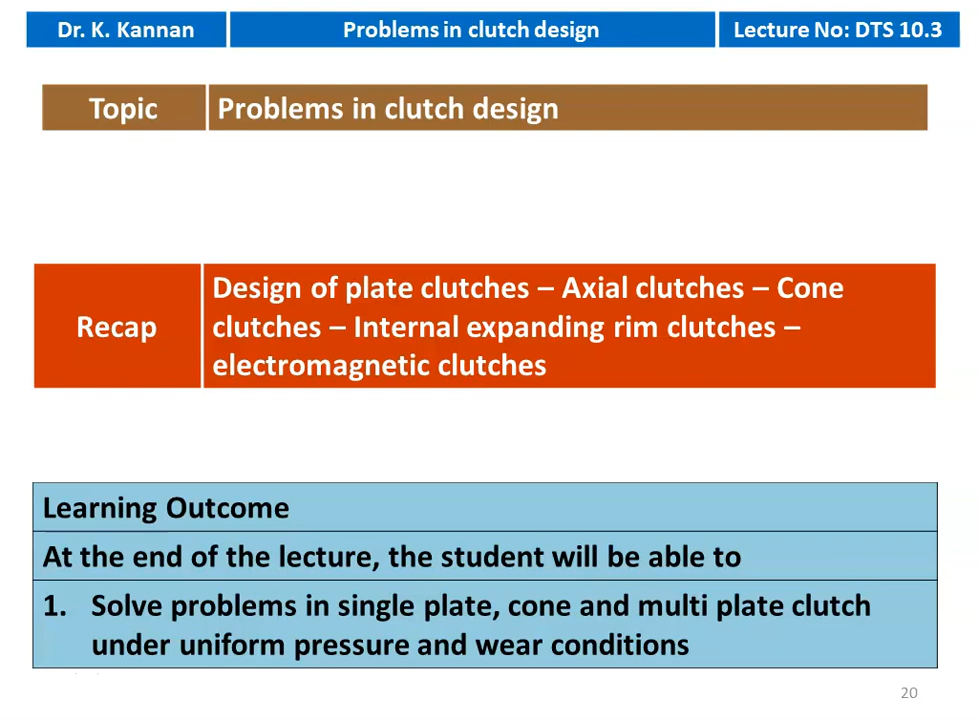 Dr. K. Kannan
Problems in clutch design
Lecture No: DTS 10.3
Topic
Problems in clutch design
Recap
Design of plate clutches – Axial clutches – Cone
clutches – Internal expanding rim clutches –
electromagnetic clutches
Learning Outcome
At the end of the lecture, the student will be able to
1. Solve problems in single plate, cone and multi plate clutch
under uniform pressure and wear conditions
20